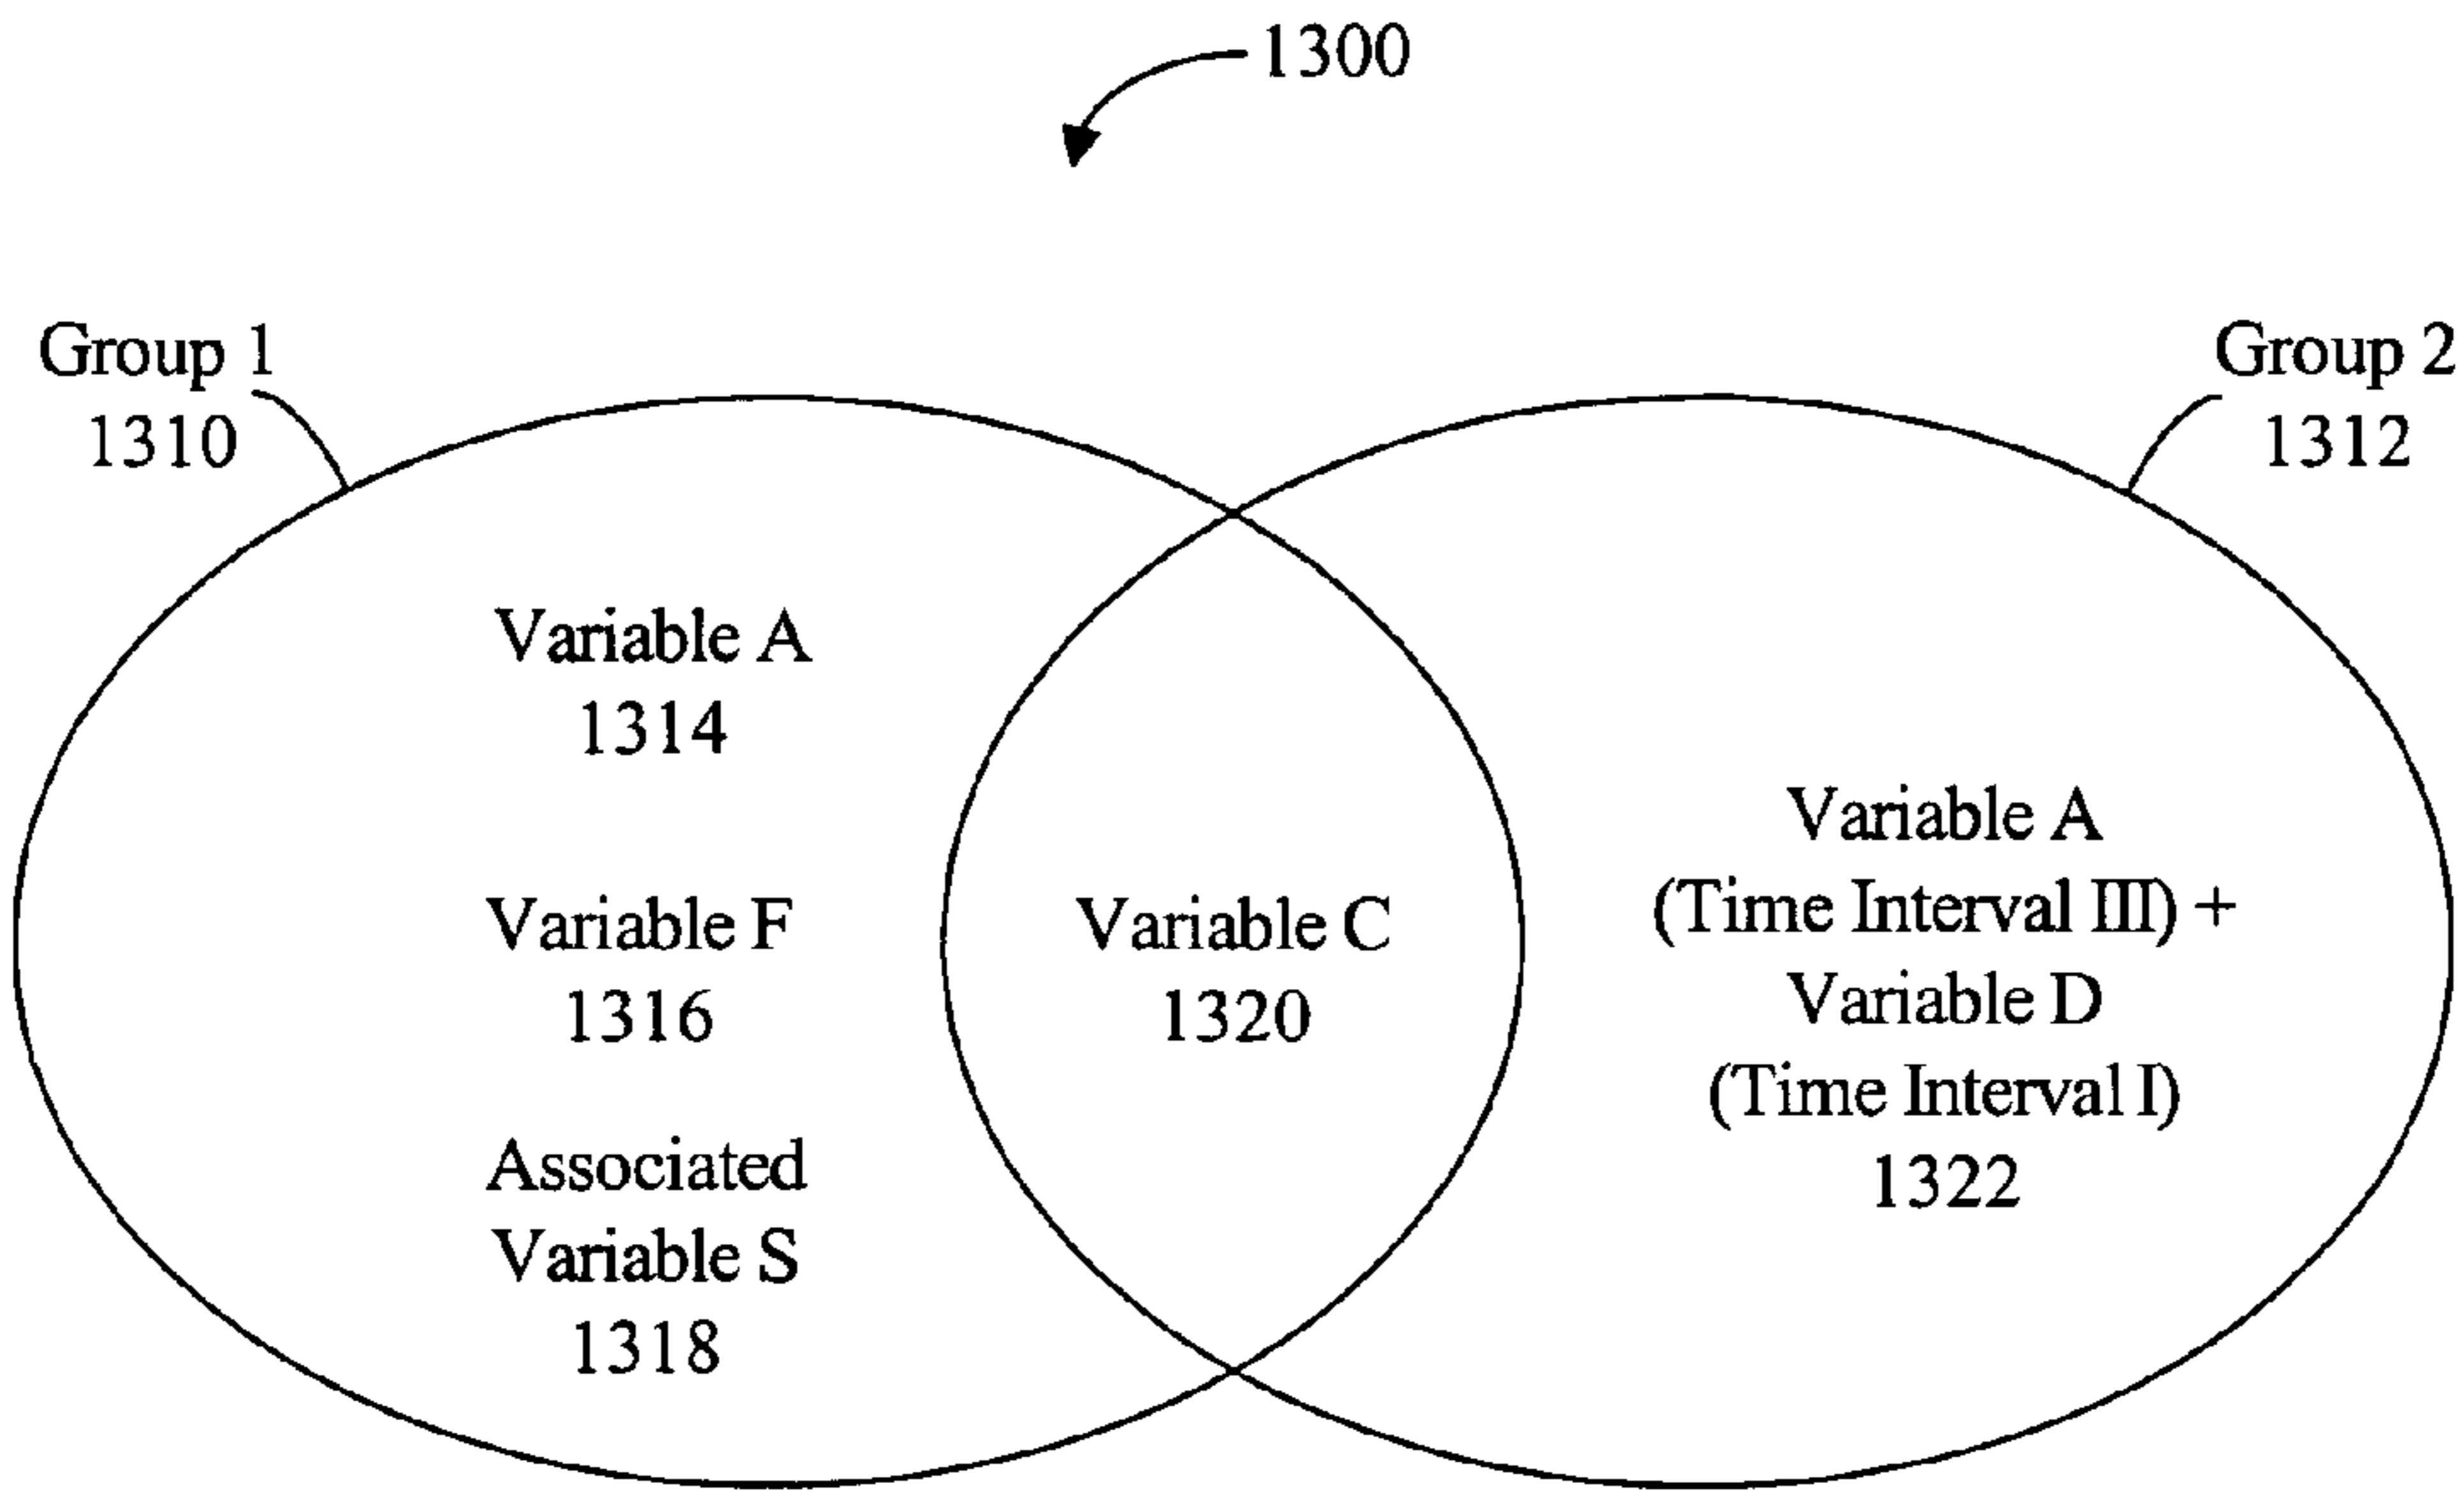 1300
Group 1
1310
Group 2
1312
Variable A
1314
Variable F
1316
Associated
Variable S
1318
Variable C
1320
Variable A
(Time Interval III) +
Variable D
(Time Interval I)
1322